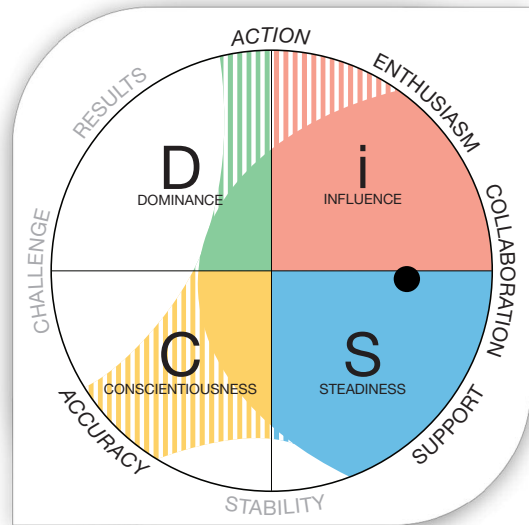 ACTION
ENTHUSIASM
RESULTS
D
DOMINANCE
i
INFLUENCE
COLLABORATION
CHALLENGE
C
CONSCIENTIOUSNESS
S
STEADINESS
ACCURACY
SUPPORT
STABILITY